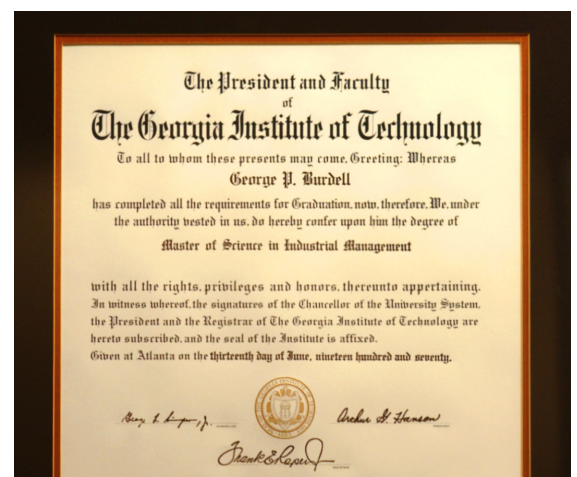 The President and Faculty
of
The Georgia Institute of Technology
To all to whom these presents may come, Greeting: Whereas
George P. Burdell
has completed all the requirements for Graduation, now, therefore, We, under
the authority vested in us, do hereby confer upon him the degree of
Master of Science in Industrial Management
with all the rights, privileges and honors, thereunto appertaining.
In witness whereof, the signatures of the Chancellor of the University System,
the President and the Registrar of The Georgia Institute of Technology are
hereto subscribed, and the seal of the Institute is affixed.
Given at Atlanta on the thirteenth day of June, nineteen hundred and seventy.
Arthur G. Hansen
Frank E. Roper Jr